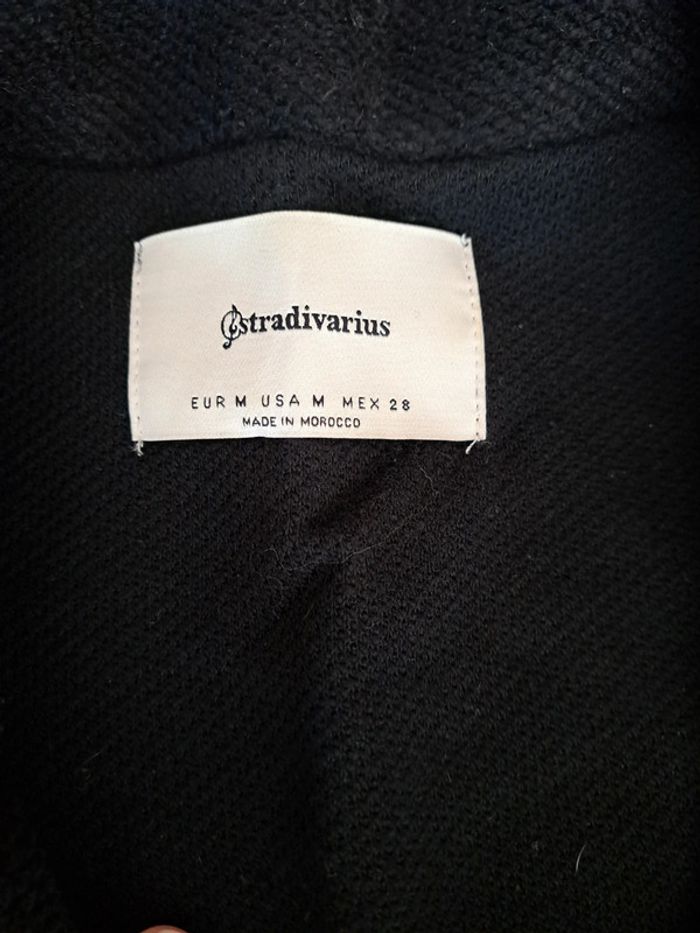 stradivarius
EUR M USA M MEX 28
MADE IN MOROCCO